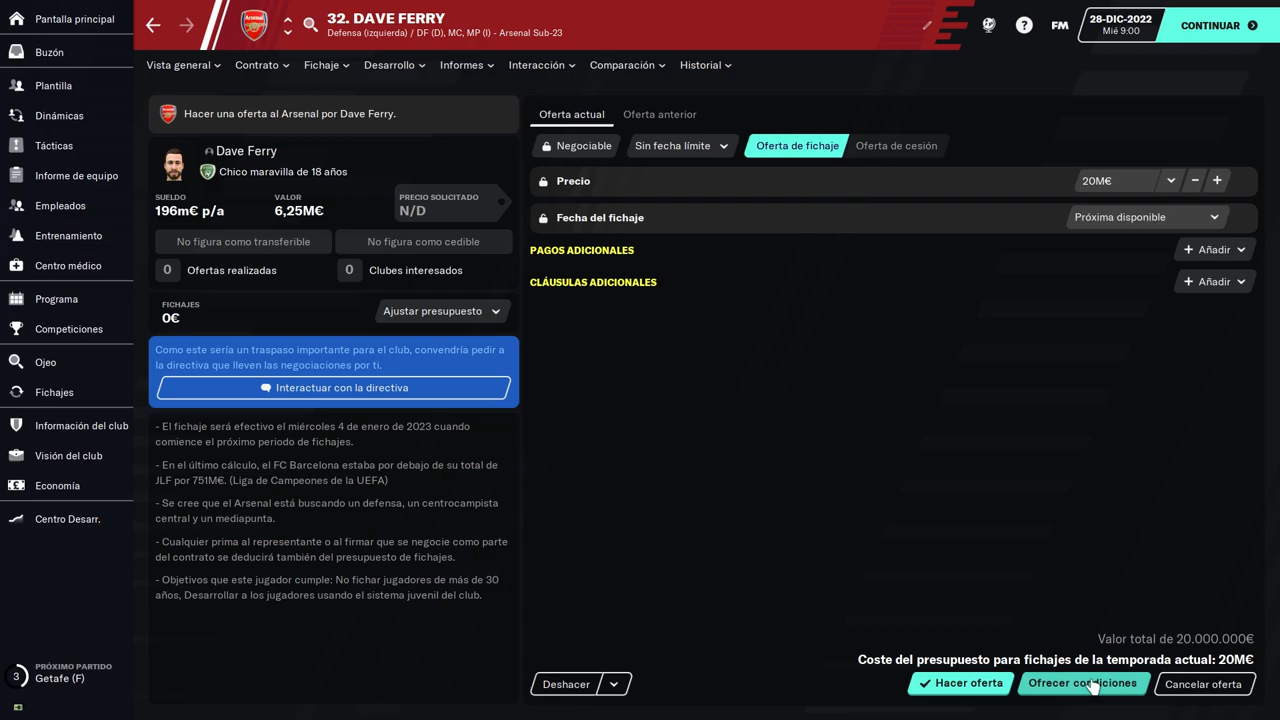 Pantalla principal
32. DAVE FERRY
Defensa (izquierda) / DF (D), MC, MP (I) - Arsenal Sub-23
FM
28-DIC-2022
Mié 9:00
CONTINUAR
Buzón
Plantilla
Dinámicas
Tácticas
Informe de equipo
Empleados
Entrenamiento
Centro médico
Programa
Competiciones
Ojeo
Fichajes
Información del club
Visión del club
Economía
Centro Desarr.
3
PRÓXIMO PARTIDO
Getafe (F)
Vista general
Contrato
Fichaje
Desarrollo
Informes
Interacción
Comparación
Historial
Hacer una oferta al Arsenal por Dave Ferry.
Dave Ferry
Chico maravilla de 18 años
SUELDO
196m€ p/a
VALOR
6,25M€
PRECIO SOLICITADO
N/D
No figura como transferible
No figura como cedible
0 Ofertas realizadas
0 Clubes interesados
FICHAJES
0€
Ajustar presupuesto
Como este sería un traspaso importante para el club, convendría pedir a
la directiva que lleven las negociaciones por ti.
Interactuar con la directiva
- El fichaje será efectivo el miércoles 4 de enero de 2023 cuando
comience el próximo periodo de fichajes.
- En el último cálculo, el FC Barcelona estaba por debajo de su total de
JLF por 751M€. (Liga de Campeones de la UEFA)
- Se cree que el Arsenal está buscando un defensa, un centrocampista
central y un mediapunta.
- Cualquier prima al representante o al firmar que se negocie como parte
del contrato se deducirá también del presupuesto de fichajes.
- Objetivos que este jugador cumple: No fichar jugadores de más de 30
años, Desarrollar a los jugadores usando el sistema juvenil del club.
Oferta actual
Oferta anterior
Negociable
Sin fecha límite
Oferta de fichaje
Oferta de cesión
Precio
20M€
Fecha del fichaje
Próxima disponible
PAGOS ADICIONALES
+ Añadir
CLÁUSULAS ADICIONALES
+ Añadir
Valor total de 20.000.000€
Coste del presupuesto para fichajes de la temporada actual: 20M€
Deshacer
Hacer oferta
Ofrecer condiciones
Cancelar oferta